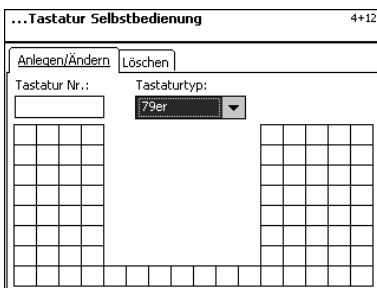 ...Tastatur Selbstbedienung 4+12
Anlegen/Ändern Löschen
Tastatur Nr.: Tastaturtyp:
79er